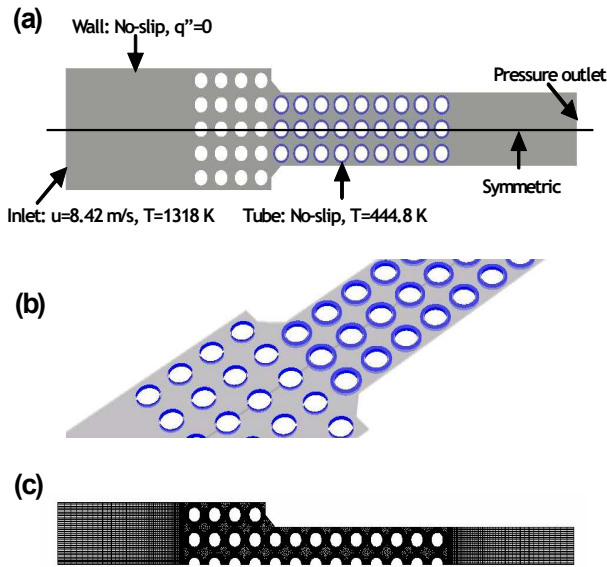 (a)
Wall: No-slip, q”=0
Pressure outlet
Symmetric
Inlet: u=8.42 m/s, T=1318 K
Tube: No-slip, T=444.8 K
(b)
(c)